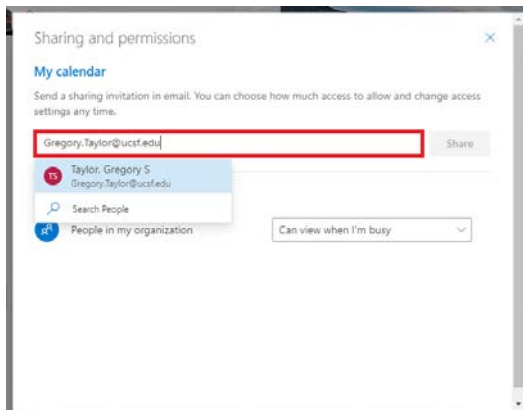 Sharing and permissions
My calendar
Send a sharing invitation in email. You can choose how much access to allow and change access
settings any time.
Gregory.Taylor@ucsf.edu
Share
TS
Taylor, Gregory S
Gregory.Taylor@ucsf.edu
Search People
People in my organization
Can view when I'm busy